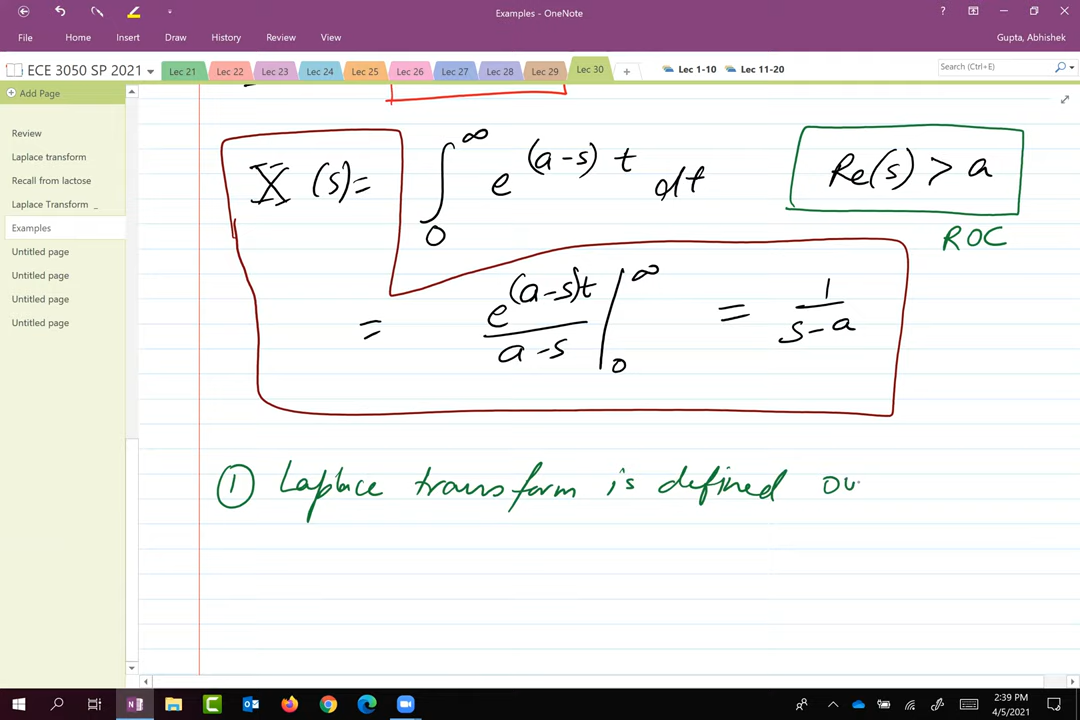 Examples - OneNote
?
Gupta, Abhishek
File Home Insert Draw History Review View
ECE 3050 SP 2021
Lec 21 Lec 22 Lec 23 Lec 24 Lec 25 Lec 26 Lec 27 Lec 28 Lec 29 Lec 30 + Lec 1-10 Lec 11-20
Search (Ctrl+E)
Add Page
Review
Laplace transform
Recall from lactose
Laplace Transform _
Examples
Untitled page
Untitled page
Untitled page
Untitled page
X(s) = ∫₀^∞ e^{(a-s)t} dt
Re(s) > a
ROC
= e^{(a-s)t}/(a-s) |₀^∞ = 1/(s-a)
① Laplace transform is defined ov
2:39 PM
4/5/2021